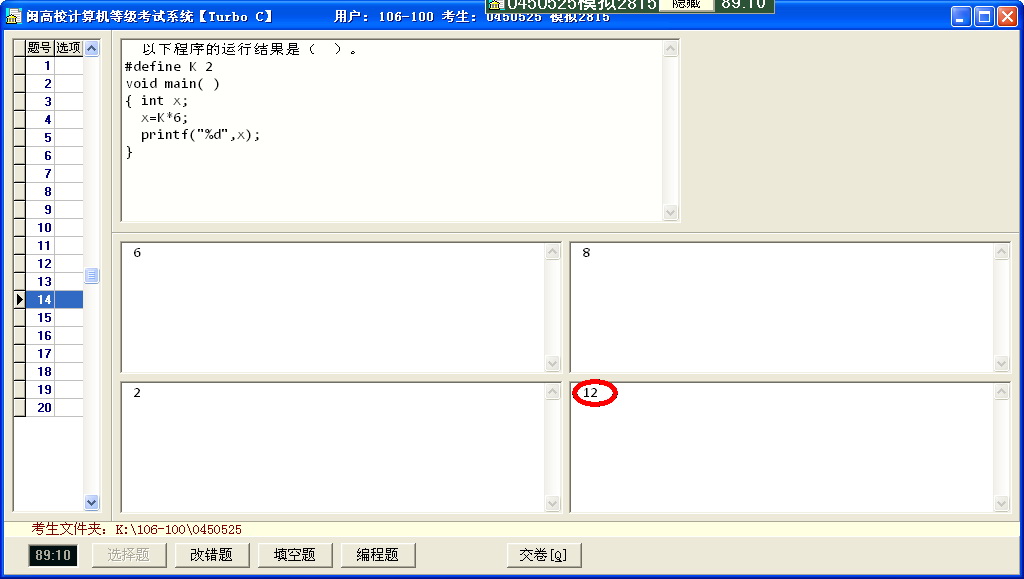 0450525模拟2815 隐藏 89:10
闽高校计算机等级考试系统【Turbo C】 用户: 106-100 考生: 0450525 模拟2815
题号 选项
1
2
3
4
5
6
7
8
9
10
11
12
13
14
15
16
17
18
19
20
以下程序的运行结果是（ ）。
#define K 2
void main( )
{ int x;
x=K*6;
printf("%d",x);
}
6
8
2
12
考生文件夹: K:\106-100\0450525
89:10 选择题 改错题 填空题 编程题 交卷[Q]